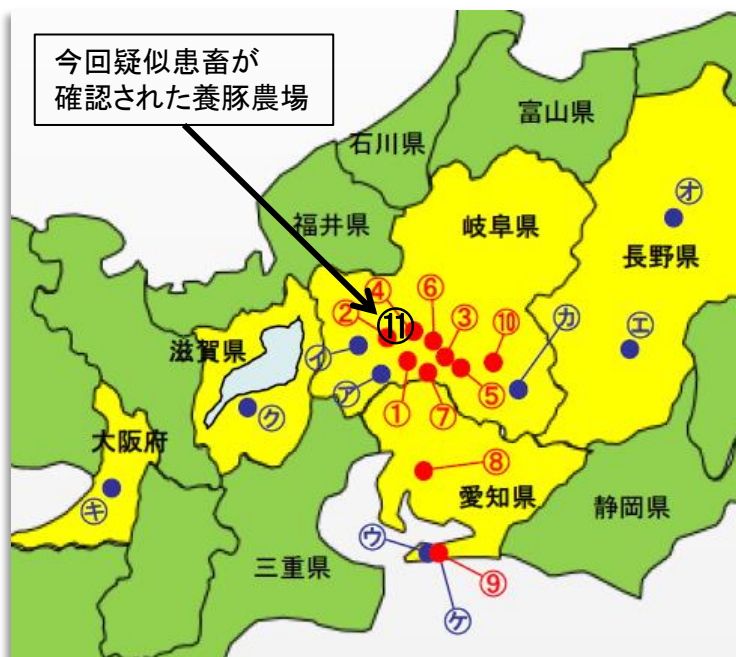 今回疑似患畜が
確認された養豚農場
富山県
石川県
福井県
岐阜県
㋔
長野県
④
⑥
②
⑪
③
⑩
㋕
㋓
滋賀県
㋑
㋐
①
⑦
⑤
㋗
大阪府
⑧
愛知県
静岡県
㋖
㋒
三重県
⑨
㋘